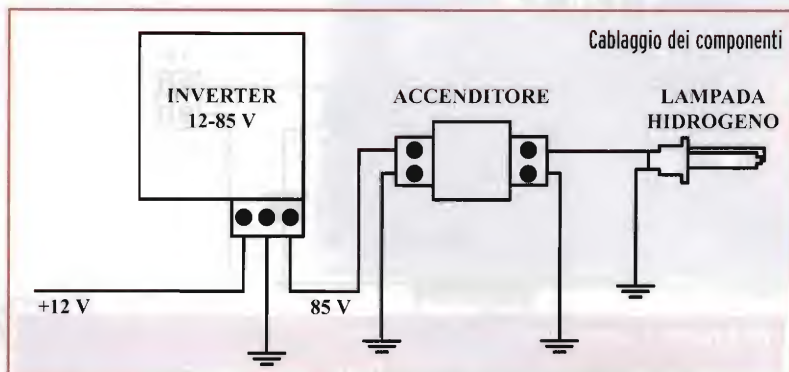 Cablaggio dei componenti
INVERTER
12-85 V
ACCENDITORE
LAMPADA
HIDROGENO
+12 V
85 V